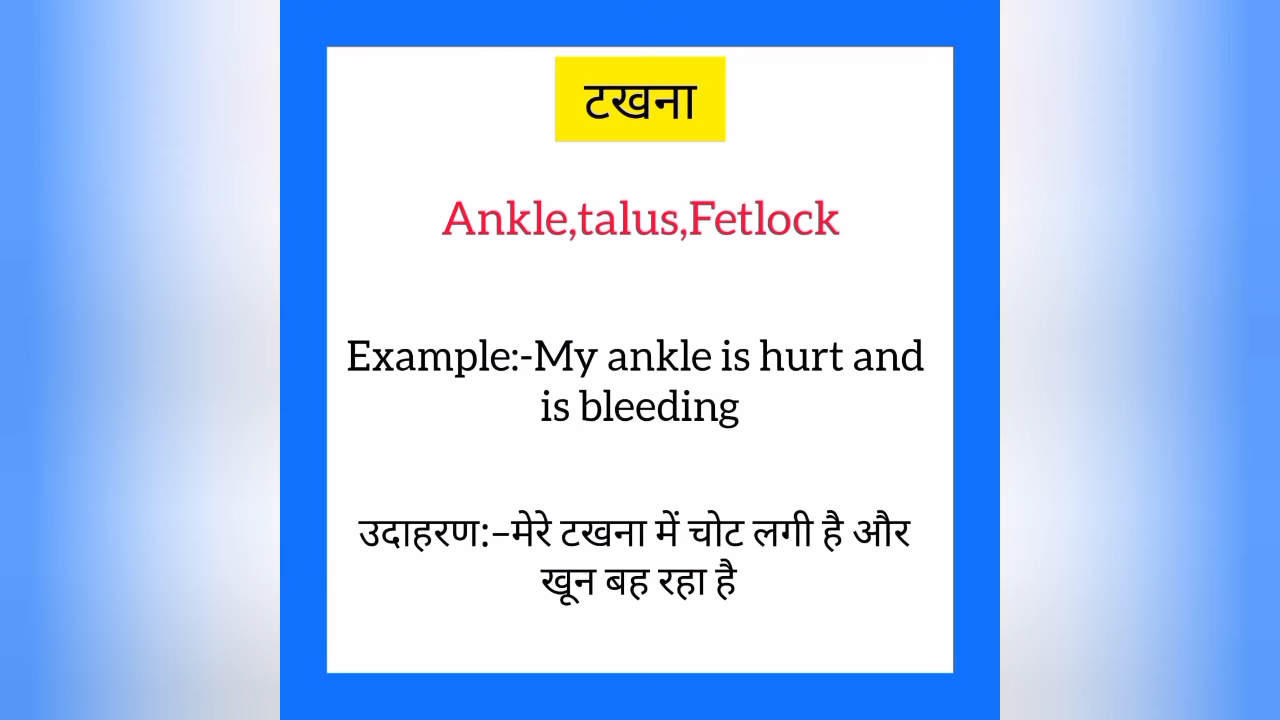 टखना
Ankle,talus,Fetlock
Example:-My ankle is hurt and
is bleeding
उदाहरण:–मेरे टखना में चोट लगी है और
खून बह रहा है